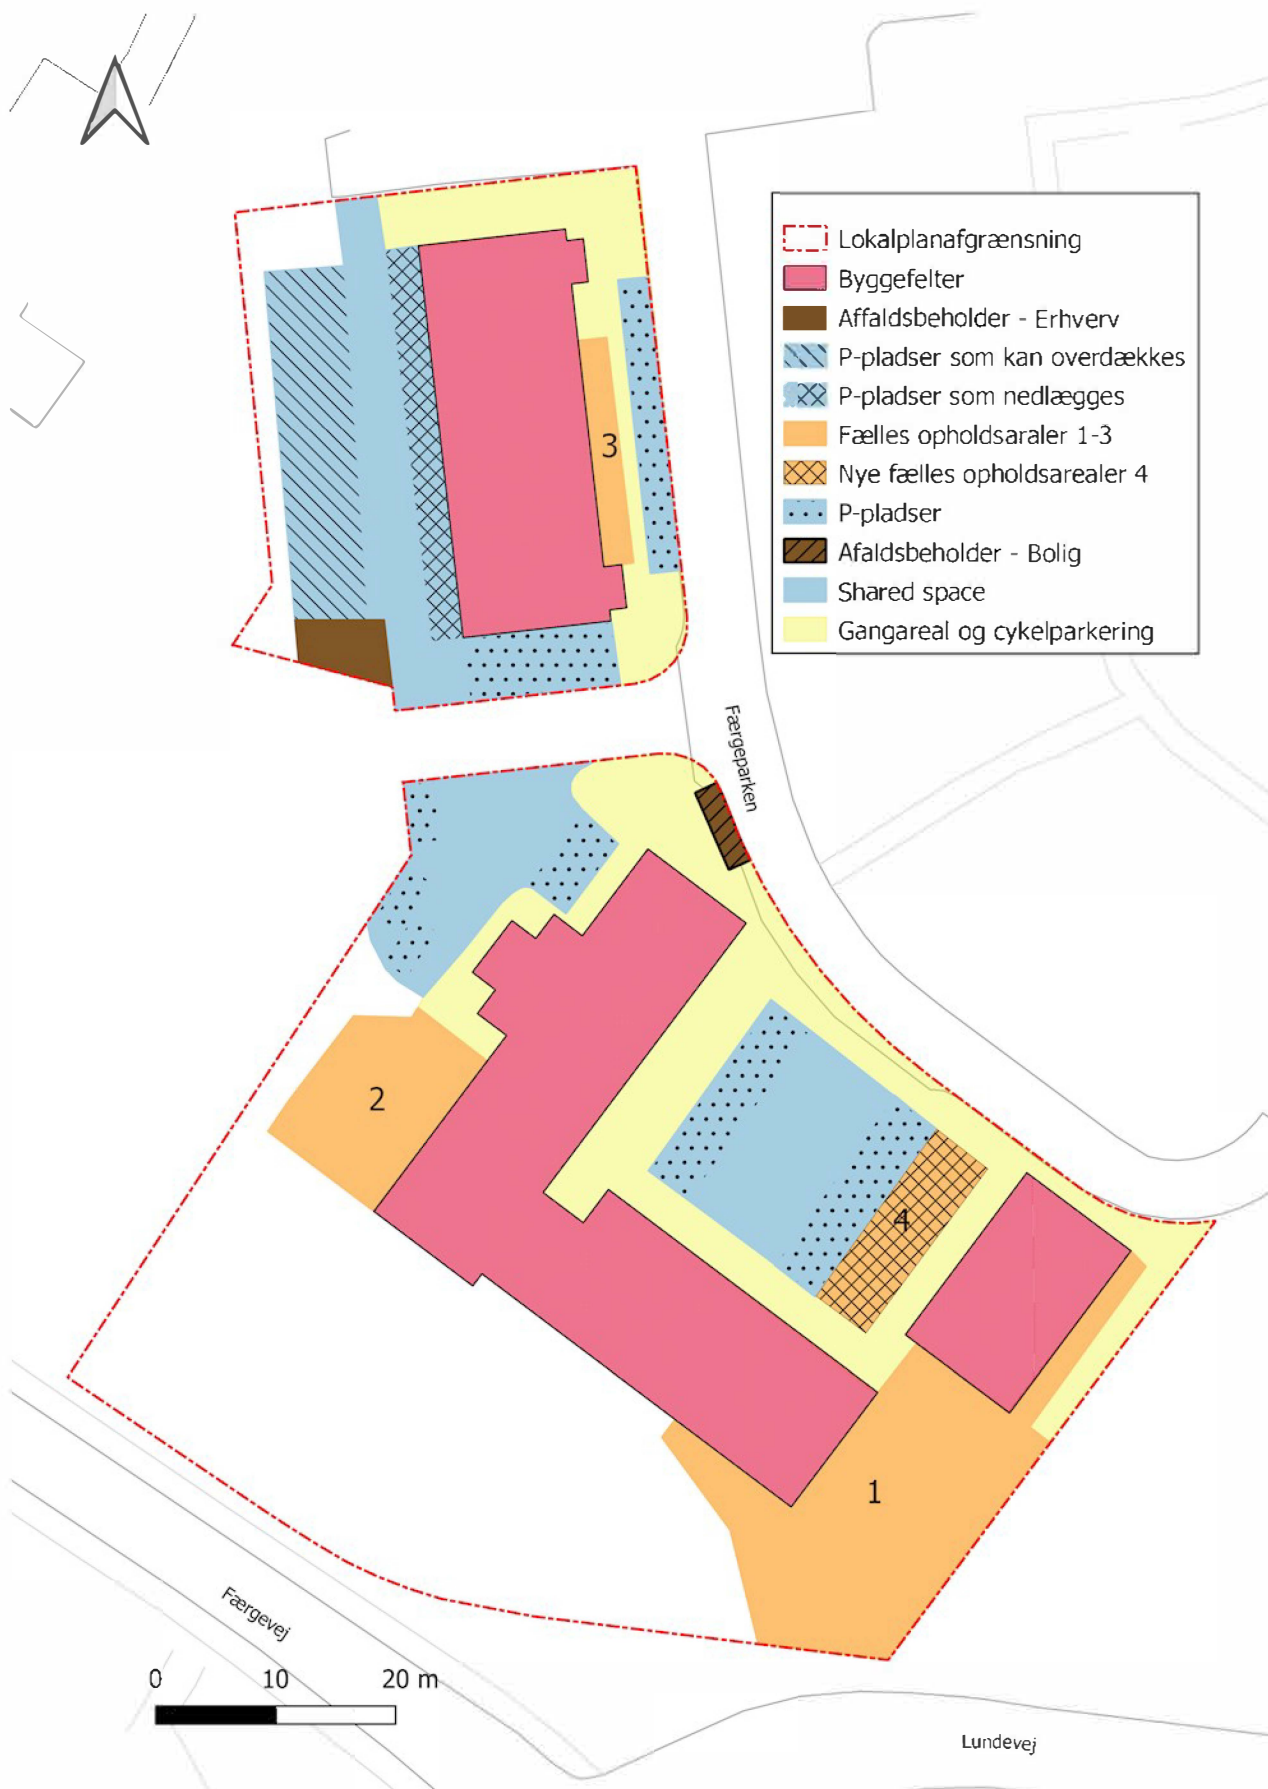 Lokalplanafgrænsning
Byggefelter
Affaldsbeholder - Erhverv
P-pladser som kan overdækkes
P-pladser som nedlægges
Fælles opholdsaraler 1-3
Nye fælles opholdsarealer 4
P-pladser
Afaldsbeholder - Bolig
Shared space
Gangareal og cykelparkering
3
Færgeparken
2
4
1
Færgevej
0 10 20 m
Lundevej